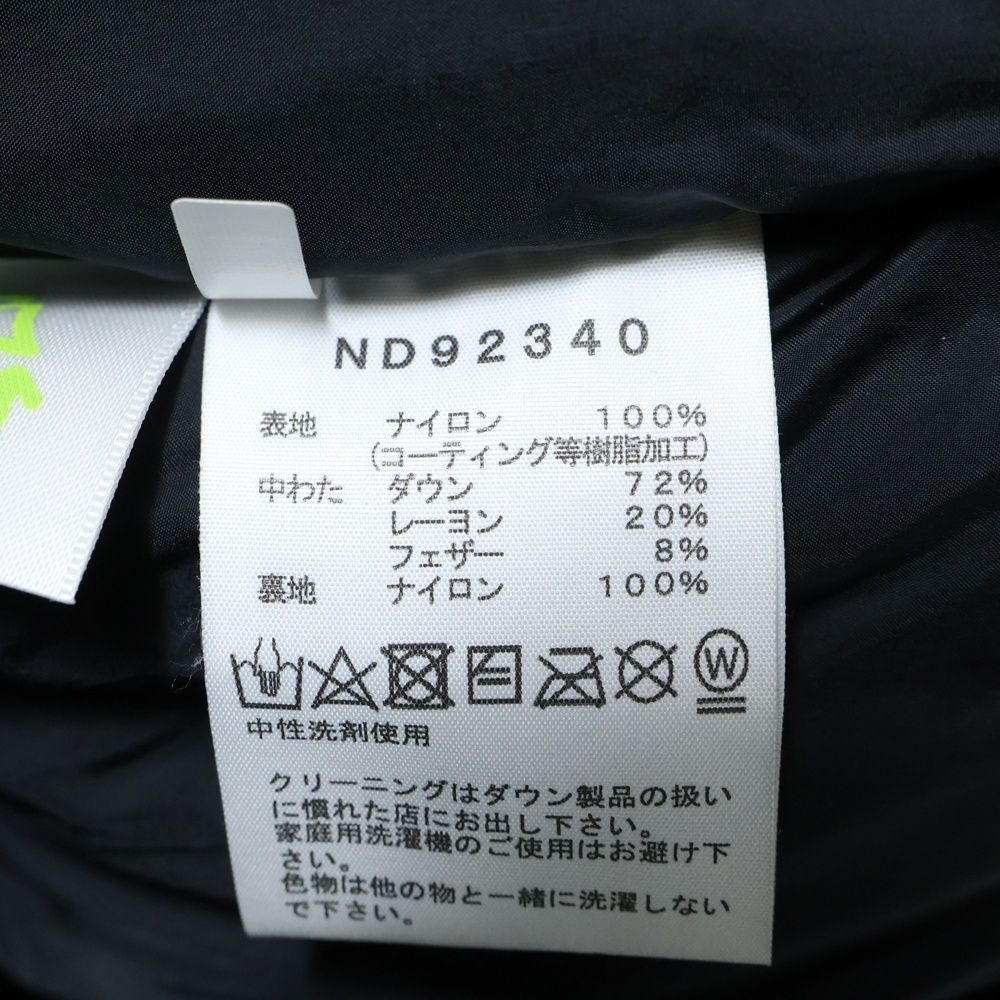 ND92340
表地 ナイロン 100%
(コーティング等樹脂加工)
中わた ダウン 72%
レーヨン 20%
フェザー 8%
裏地 ナイロン 100%
W
中性洗剤使用
クリーニングはダウン製品の扱い
に慣れた店にお出し下さい。
家庭用洗濯機のご使用はお避け下
さい。
色物は他の物と一緒に洗濯しない
で下さい。